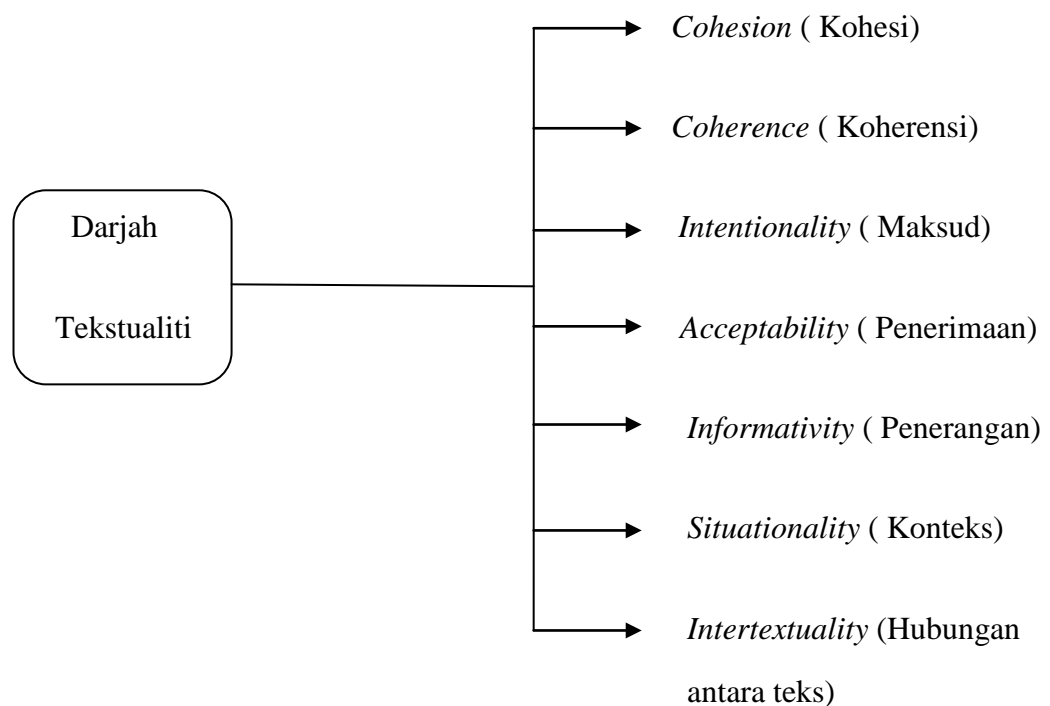 Cohesion ( Kohesi)
Coherence ( Koherensi)
Darjah
Tekstualiti
Intentionality ( Maksud)
Acceptability ( Penerimaan)
Informativity ( Penerangan)
Situationality ( Konteks)
Intertextuality (Hubungan
antara teks)